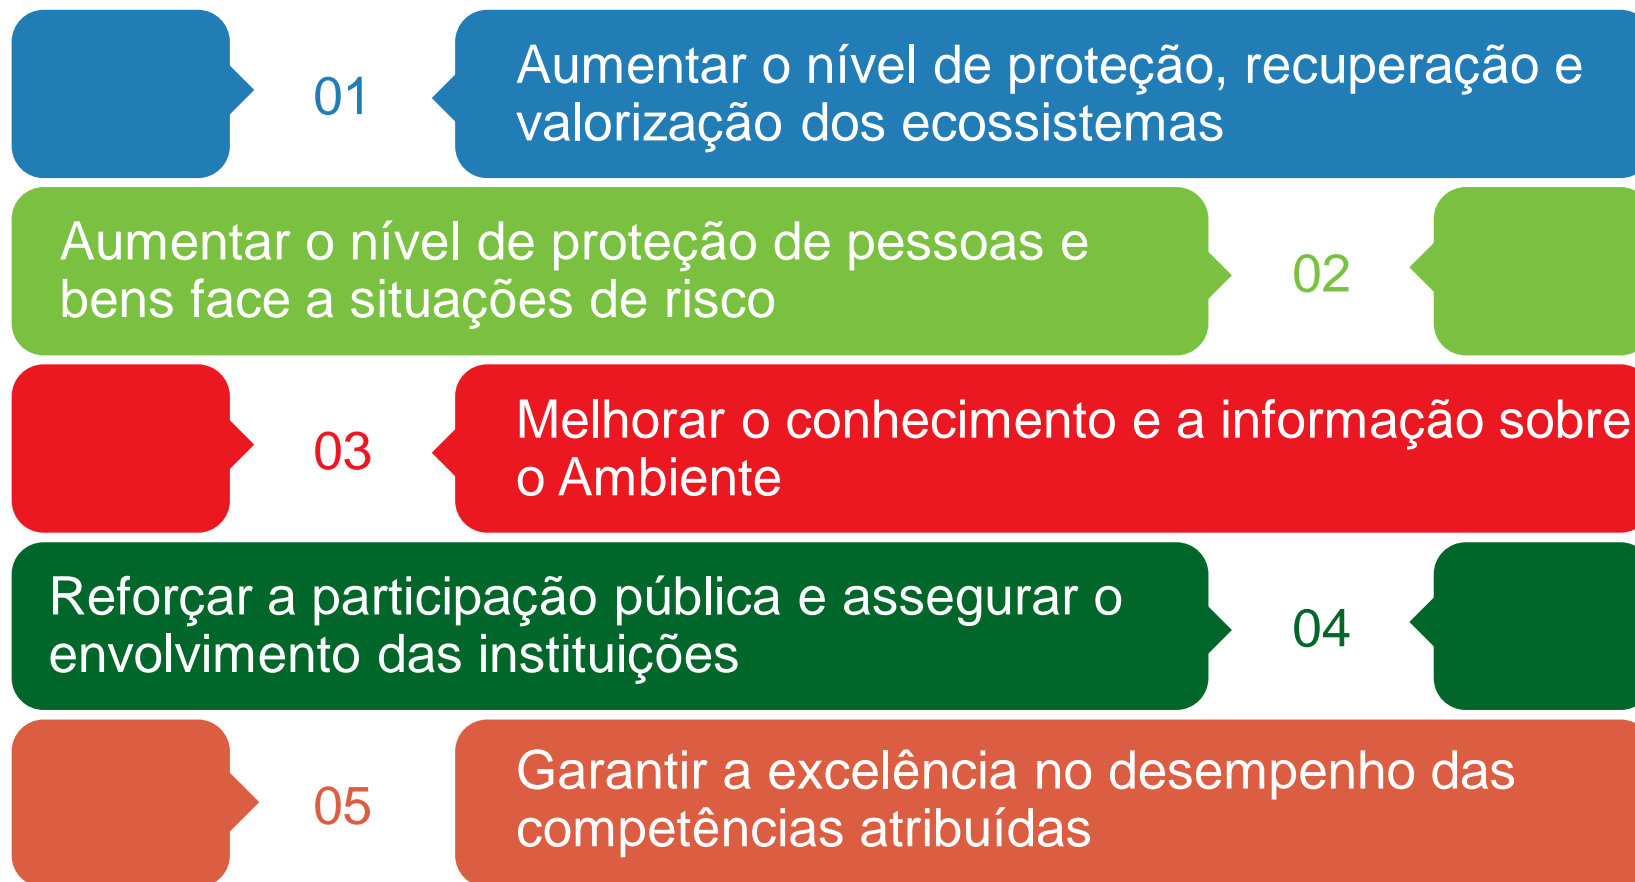 01
Aumentar o nível de proteção, recuperação e
valorização dos ecossistemas
Aumentar o nível de proteção de pessoas e
bens face a situações de risco
02
03
Melhorar o conhecimento e a informação sobre
o Ambiente
Reforçar a participação pública e assegurar o
envolvimento das instituições
04
05
Garantir a excelência no desempenho das
competências atribuídas